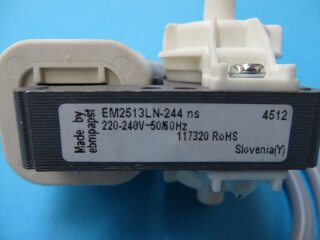 Made by
ebmpapst
EM2513LN-244 ns 4512
220-240V~50/60Hz
117320 RoHS
Slovenia(Y)